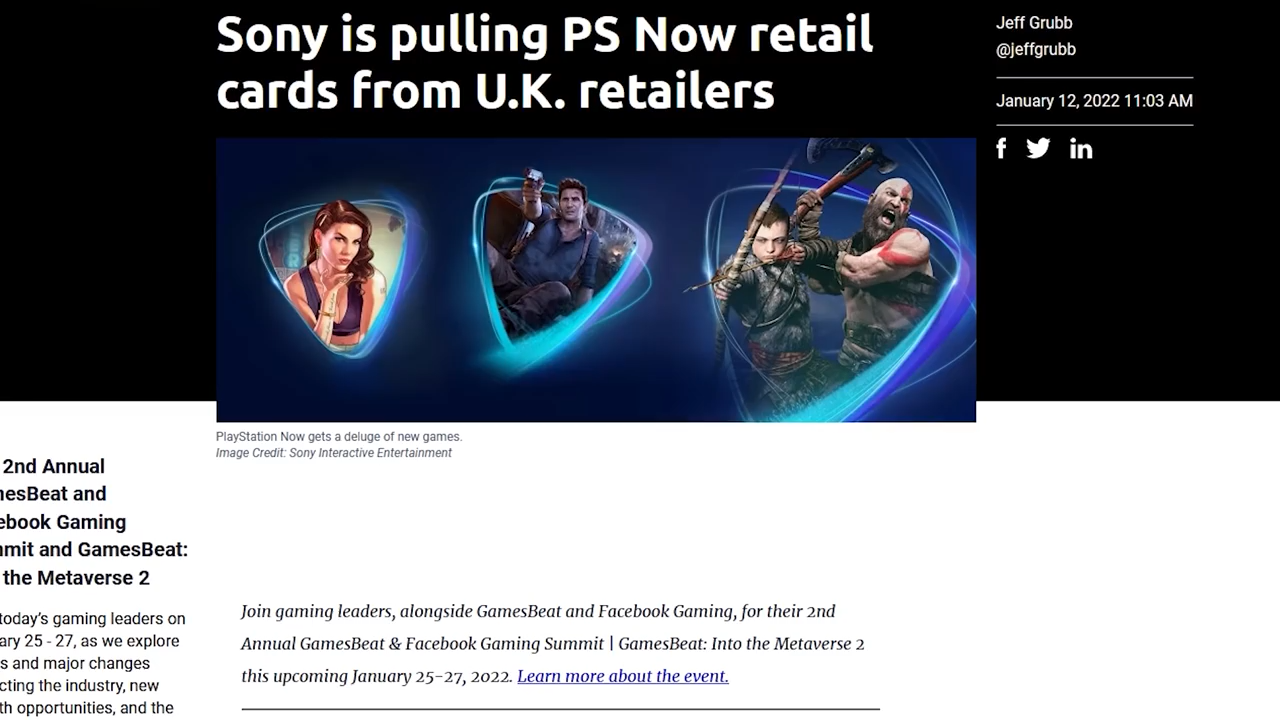 Sony is pulling PS Now retail
cards from U.K. retailers
Jeff Grubb
@jeffgrubb
January 12, 2022 11:03 AM
PlayStation Now gets a deluge of new games.
Image Credit: Sony Interactive Entertainment
2nd Annual
nesBeat and
ebook Gaming
nmit and GamesBeat:
the Metaverse 2
today's gaming leaders on
ary 25 - 27, as we explore
s and major changes
cting the industry, new
th opportunities, and the
Join gaming leaders, alongside GamesBeat and Facebook Gaming, for their 2nd
Annual GamesBeat & Facebook Gaming Summit | GamesBeat: Into the Metaverse 2
this upcoming January 25-27, 2022. Learn more about the event.